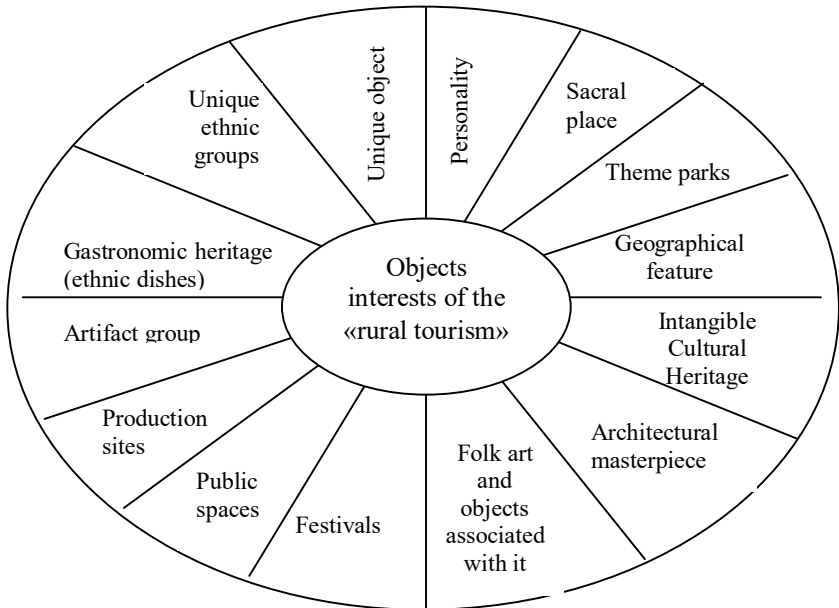 Objects
interests of the
«rural tourism»
Unique object
Personality
Sacral
place
Theme parks
Geographical
feature
Intangible
Cultural
Heritage
Architectural
masterpiece
Folk art
and
objects
associated
with it
Festivals
Public
spaces
Production
sites
Artifact group
Gastronomic heritage
(ethnic dishes)
Unique
ethnic
groups